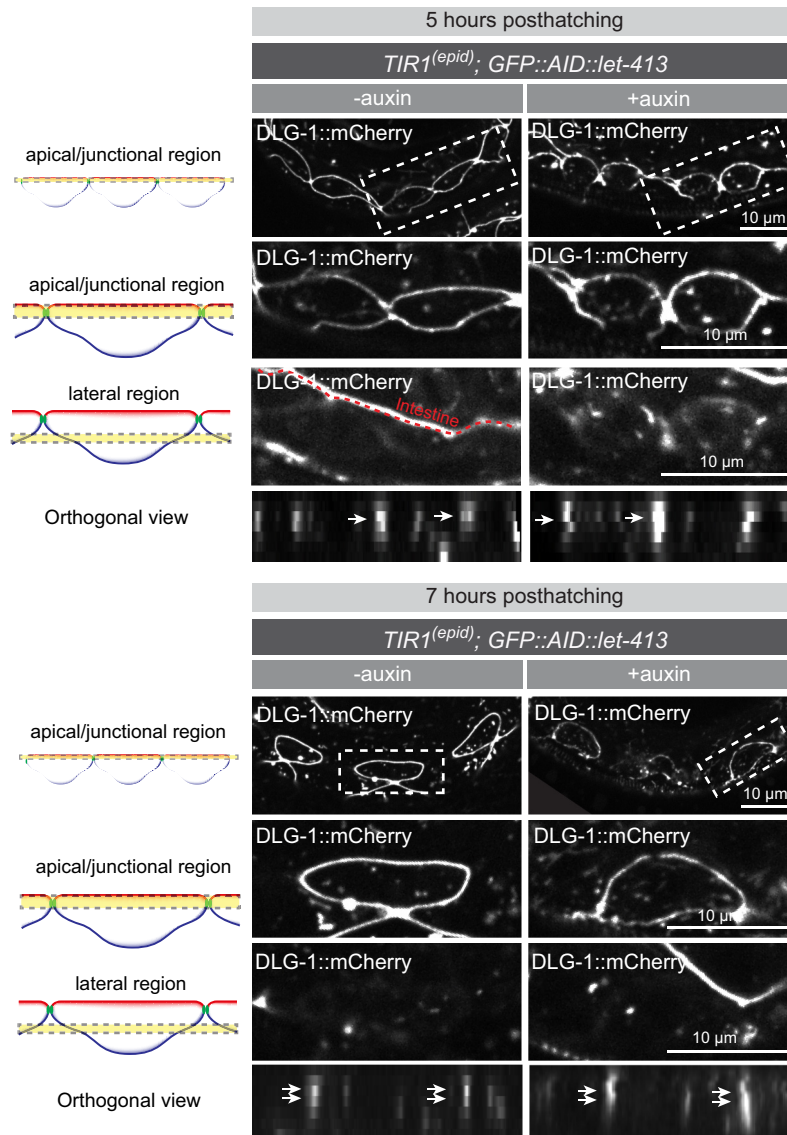 5 hours posthatching
TIR1(epid); GFP::AID::let-413
-auxin
+auxin
apical/junctional region
DLG-1::mCherry
DLG-1::mCherry
10 µm
apical/junctional region
DLG-1::mCherry
DLG-1::mCherry
10 µm
lateral region
DLG-1::mCherry
Intestine
DLG-1::mCherry
10 µm
Orthogonal view
7 hours posthatching
TIR1(epid); GFP::AID::let-413
-auxin
+auxin
apical/junctional region
DLG-1::mCherry
DLG-1::mCherry
10 µm
apical/junctional region
DLG-1::mCherry
DLG-1::mCherry
10 µm
lateral region
DLG-1::mCherry
DLG-1::mCherry
10 µm
Orthogonal view